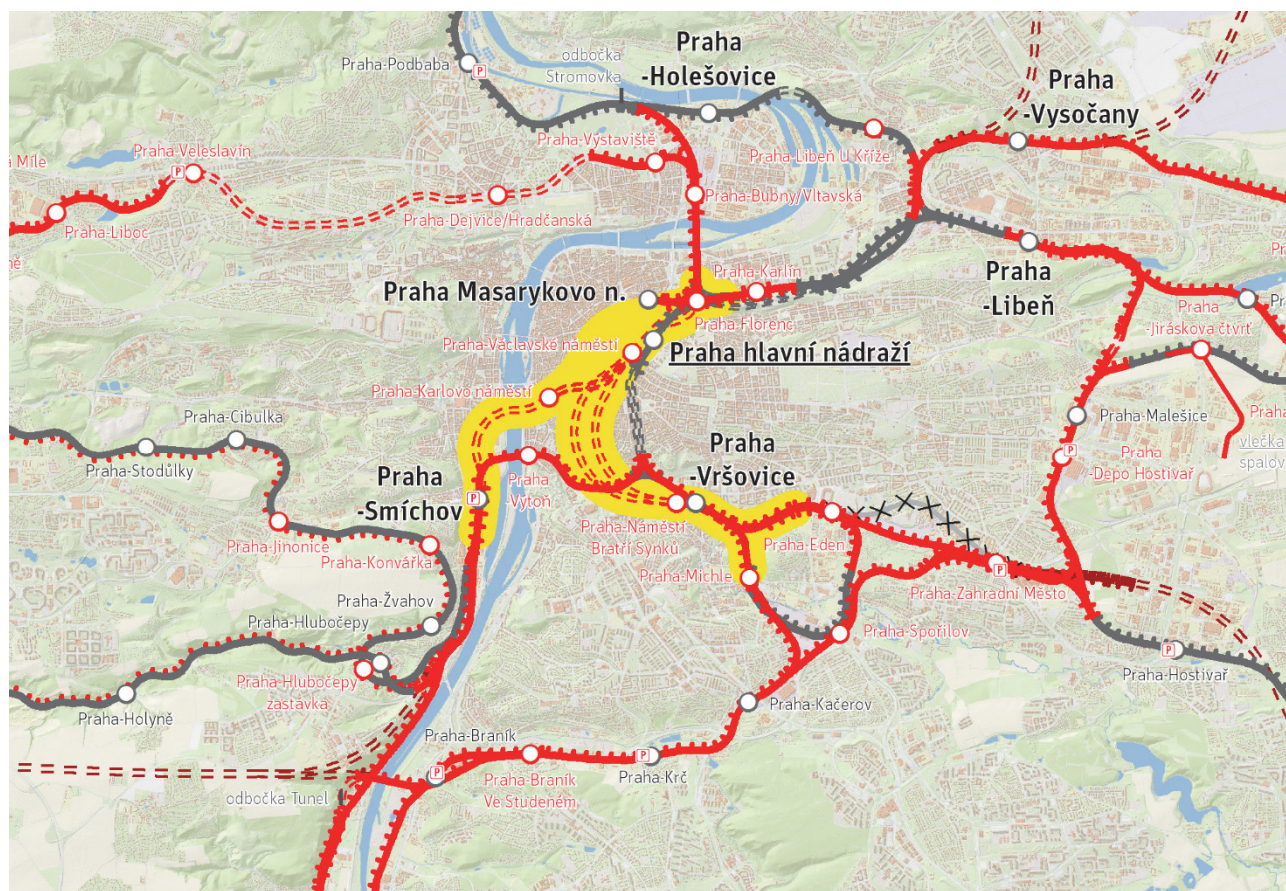 Praha
-Holešovice
odbočka
Stromovka
Praha-Podbaba
P
Praha
-Vysočany
Praha-Výstaviště
Praha-Libeň U Kříže
Míle
Praha-Veleslavín
P
Praha-Liboc
Praha-Dejvice/Hradčanská
Praha-Bubny/Vltavská
Praha-Karlín
Praha
-Libeň
Praha Masarykovo n.
Praha-Florenc
Praha
-Jiráskova čtvrť
Praha-Václavské náměstí
Praha hlavní nádraží
Praha-Karlovo náměstí
Praha-Cibulka
Praha-Stodůlky
Praha-Malešice
P
Praha
-Depo Hostivař
vlečka
spalov
Praha
-Smíchov
P
Praha
-Výtoň
Praha
-Vršovice
Praha-Náměstí
Bratří Synků
Praha-Eden
Praha-Jinonice
Praha-Konvářka
Praha-Michle
P
Praha-Zahradní Město
Praha-Žvahov
Praha-Hlubočepy
Praha-Spořilov
P
Praha-Hostivař
Praha-Hlubočepy
zastávka
Praha-Holyně
Praha-Kačerov
Praha-Braník
P
Praha-Braník
Ve Studeném
P
Praha-Krč
odbočka Tunel